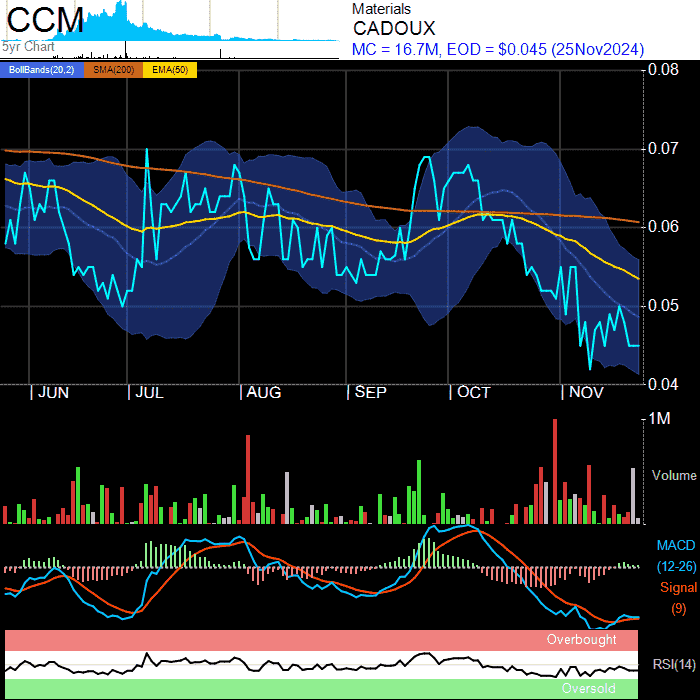 CCM
5yr Chart
Materials
CADOUX
MC = 16.7M, EOD = $0.045 (25Nov2024)
BollBands(20,2) SMA(200) EMA(50)
0.08
0.07
0.06
0.05
0.04
JUN JUL AUG SEP OCT NOV
1M
Volume
MACD
(12-26)
Signal
(9)
Overbought
RSI(14)
Oversold